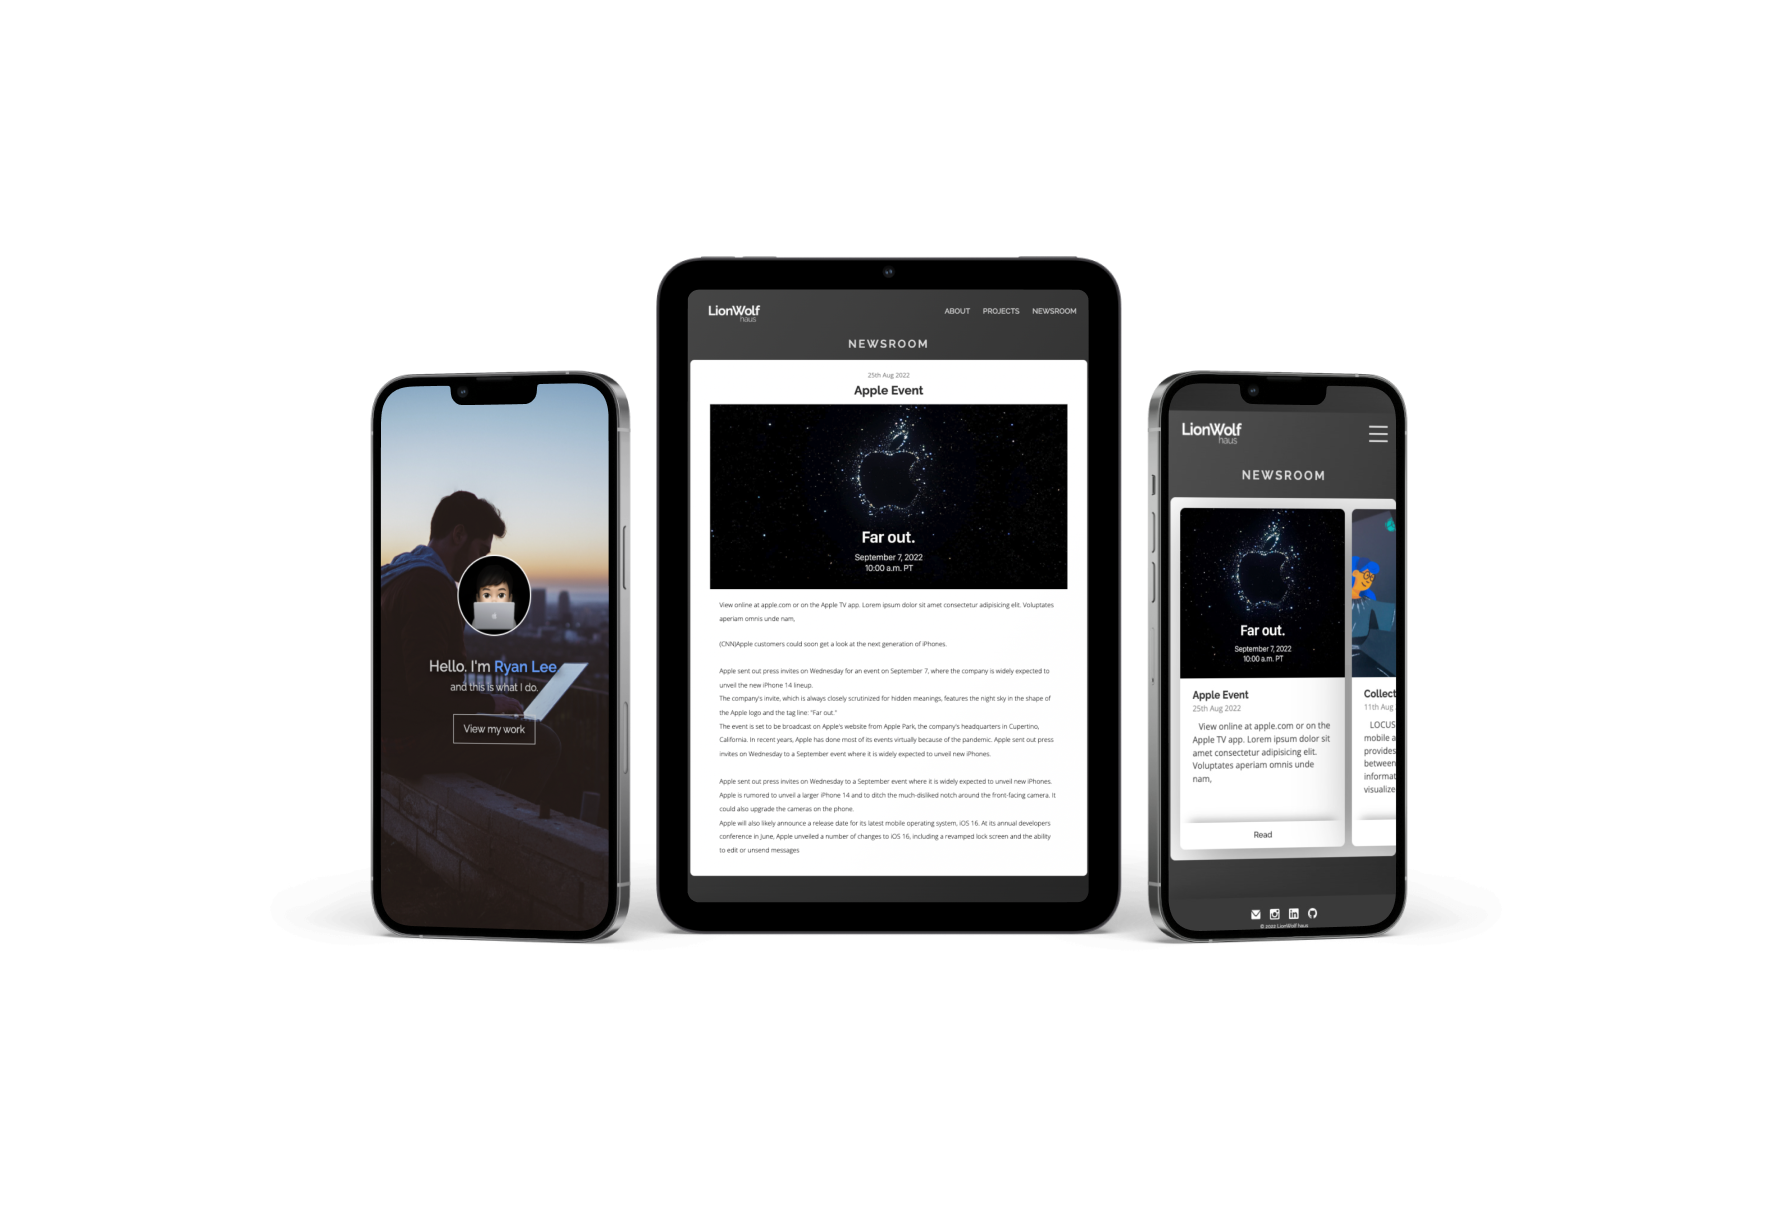 Hello. I'm Ryan Lee
and this is what I do.
View my work
LionWolf
haus
ABOUT PROJECTS NEWSROOM
NEWSROOM
25th Aug 2022
Apple Event
Far out.
September 7, 2022
10:00 a.m. PT
View online at apple.com or on the Apple TV app. Lorem ipsum dolor sit amet consectetur adipisicing elit. Voluptates
aperiam omnis unde nam,
(CNN)Apple customers could soon get a look at the next generation of iPhones.
Apple sent out press invites on Wednesday for an event on September 7, where the company is widely expected to
unveil the new iPhone 14 lineup.
The company's invite, which is always closely scrutinized for hidden meanings, features the night sky in the shape of
the Apple logo and the tag line: "Far out."
The event is set to be broadcast on Apple's website from Apple Park, the company's headquarters in Cupertino,
California. In recent years, Apple has done most of its events virtually because of the pandemic. Apple sent out press
invites on Wednesday to a September event where it is widely expected to unveil new iPhones.
Apple sent out press invites on Wednesday to a September event where it is widely expected to unveil new iPhones.
Apple is rumored to unveil a larger iPhone 14 and to ditch the much-disliked notch around the front-facing camera. It
could also upgrade the cameras on the phone.
Apple will also likely announce a release date for its latest mobile operating system, iOS 16. At its annual developers
conference in June, Apple unveiled a number of changes to iOS 16, including a revamped lock screen and the ability
to edit or unsend messages
LionWolf
haus
NEWSROOM
Far out.
September 7, 2022
10:00 a.m. PT
Apple Event
25th Aug 2022
View online at apple.com or on the
Apple TV app. Lorem ipsum dolor sit
amet consectetur adipisicing elit.
Voluptates aperiam omnis unde
nam,
Read
Collect
11th Aug
LOCUS
mobile a
provides
between
informat
visualize
© 2022 LionWolf haus